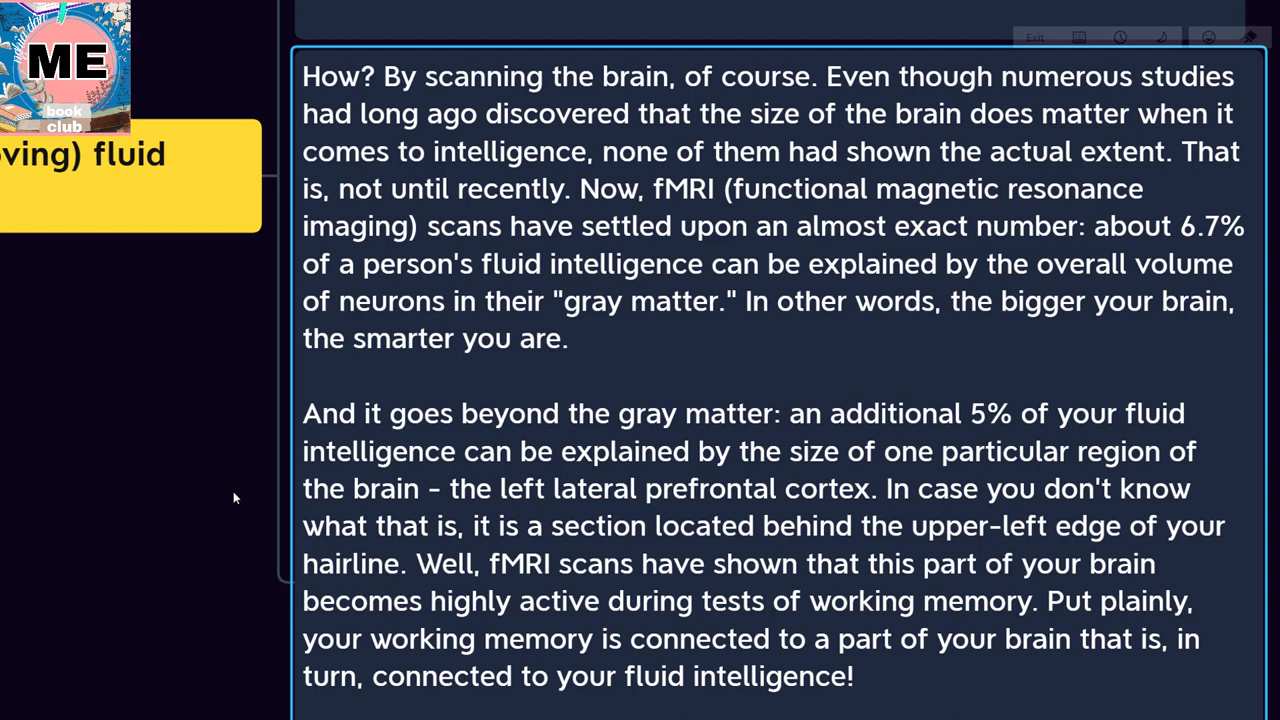 ME
book
club
oving) fluid
Exit
How? By scanning the brain, of course. Even though numerous studies
had long ago discovered that the size of the brain does matter when it
comes to intelligence, none of them had shown the actual extent. That
is, not until recently. Now, fMRI (functional magnetic resonance
imaging) scans have settled upon an almost exact number: about 6.7%
of a person's fluid intelligence can be explained by the overall volume
of neurons in their "gray matter." In other words, the bigger your brain,
the smarter you are.
And it goes beyond the gray matter: an additional 5% of your fluid
intelligence can be explained by the size of one particular region of
the brain - the left lateral prefrontal cortex. In case you don't know
what that is, it is a section located behind the upper-left edge of your
hairline. Well, fMRI scans have shown that this part of your brain
becomes highly active during tests of working memory. Put plainly,
your working memory is connected to a part of your brain that is, in
turn, connected to your fluid intelligence!